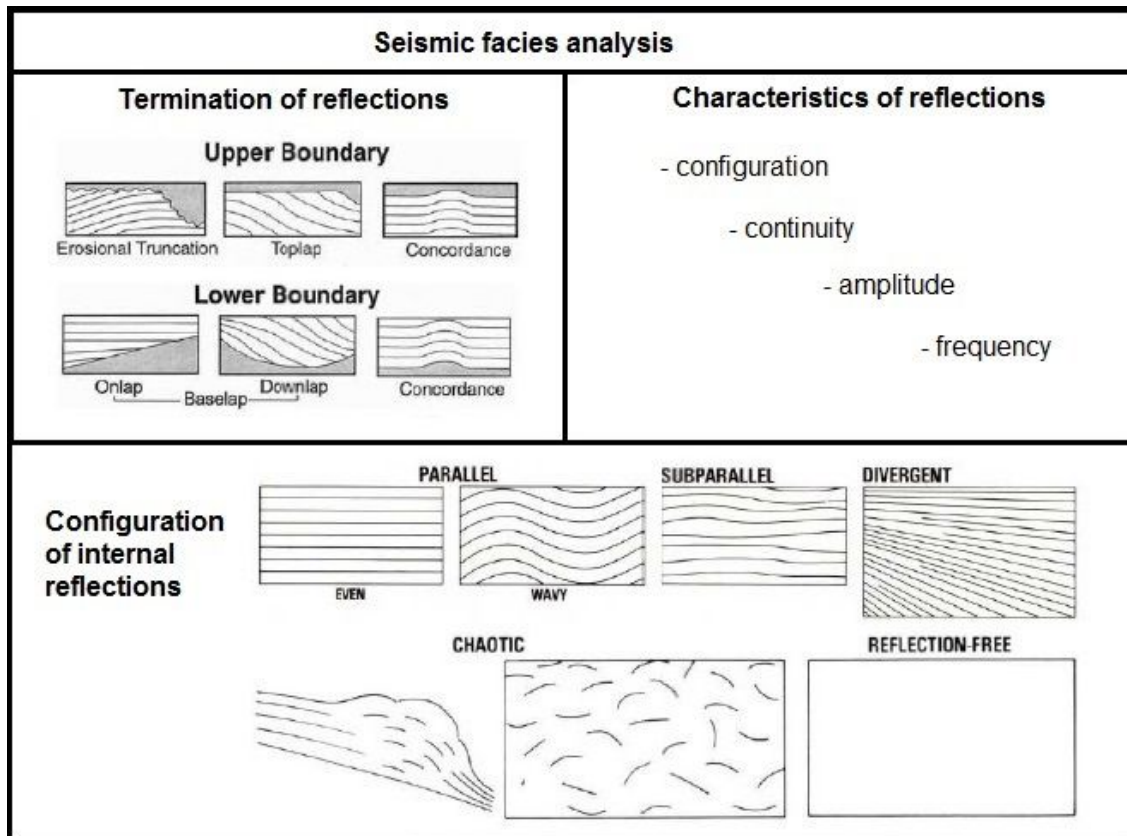 Seismic facies analysis
Termination of reflections
Upper Boundary
Erosional Truncation
Toplap
Concordance
Lower Boundary
Onlap
Downlap
Concordance
Baselap
Characteristics of reflections
- configuration
- continuity
- amplitude
- frequency
Configuration
of internal
reflections
PARALLEL
SUBPARALLEL
DIVERGENT
EVEN
WAVY
CHAOTIC
REFLECTION-FREE